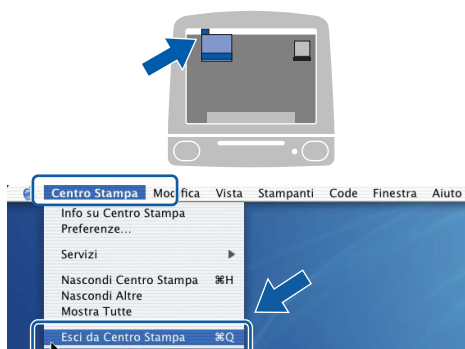 Centro Stampa Modifica Vista Stampanti Code Finestra Aiuto
Info su Centro Stampa
Preferenze...
Servizi ▶
Nascondi Centro Stampa ⌘H
Nascondi Altre
Mostra Tutte
Esci da Centro Stampa ⌘Q